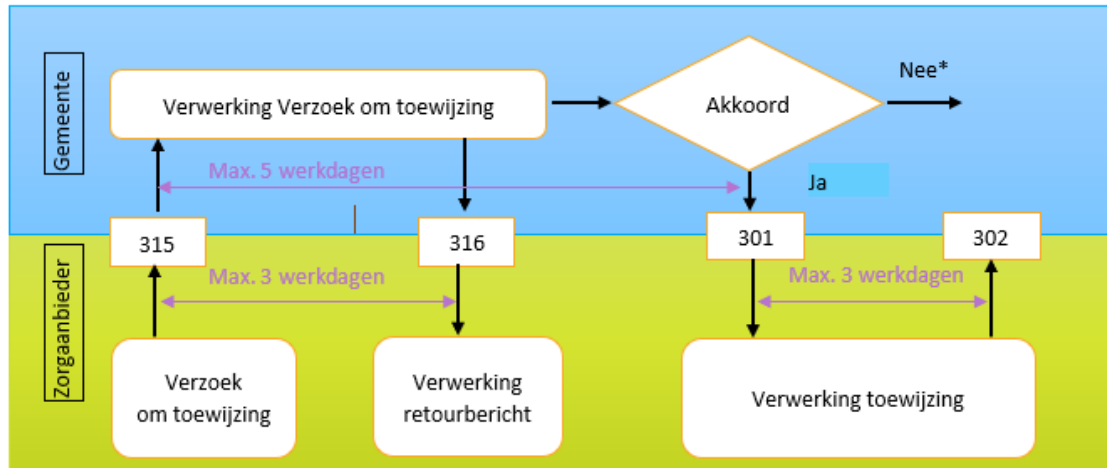 Gemeente
Verwerking Verzoek om toewijzing
Akkoord
Nee*
Max. 5 werkdagen
Ja
315
316
301
302
Zorgaanbieder
Max. 3 werkdagen
Max. 3 werkdagen
Verzoek
om toewijzing
Verwerking
retourbericht
Verwerking toewijzing